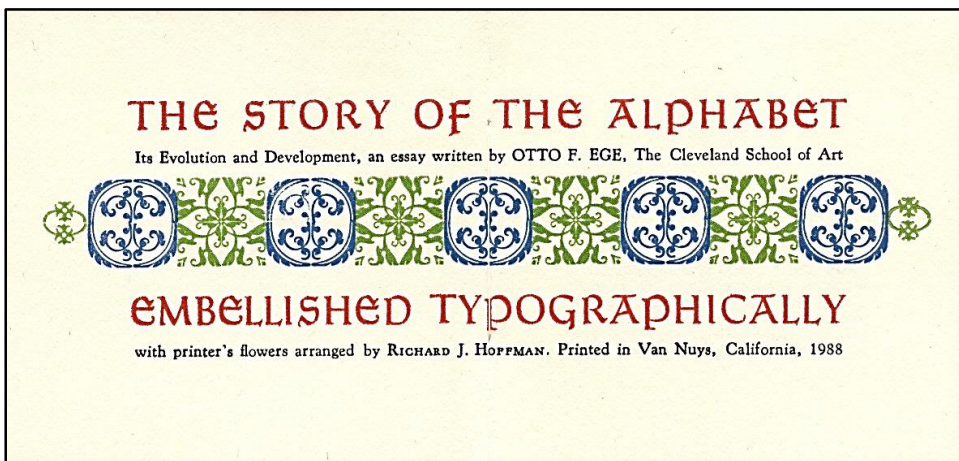 THE STORY OF THE ALPHABET
Its Evolution and Development, an essay written by OTTO F. EGE, The Cleveland School of Art
EMBELLISHED TYPOGRAPHICALLY
with printer's flowers arranged by RICHARD J. HOFFMAN. Printed in Van Nuys, California, 1988